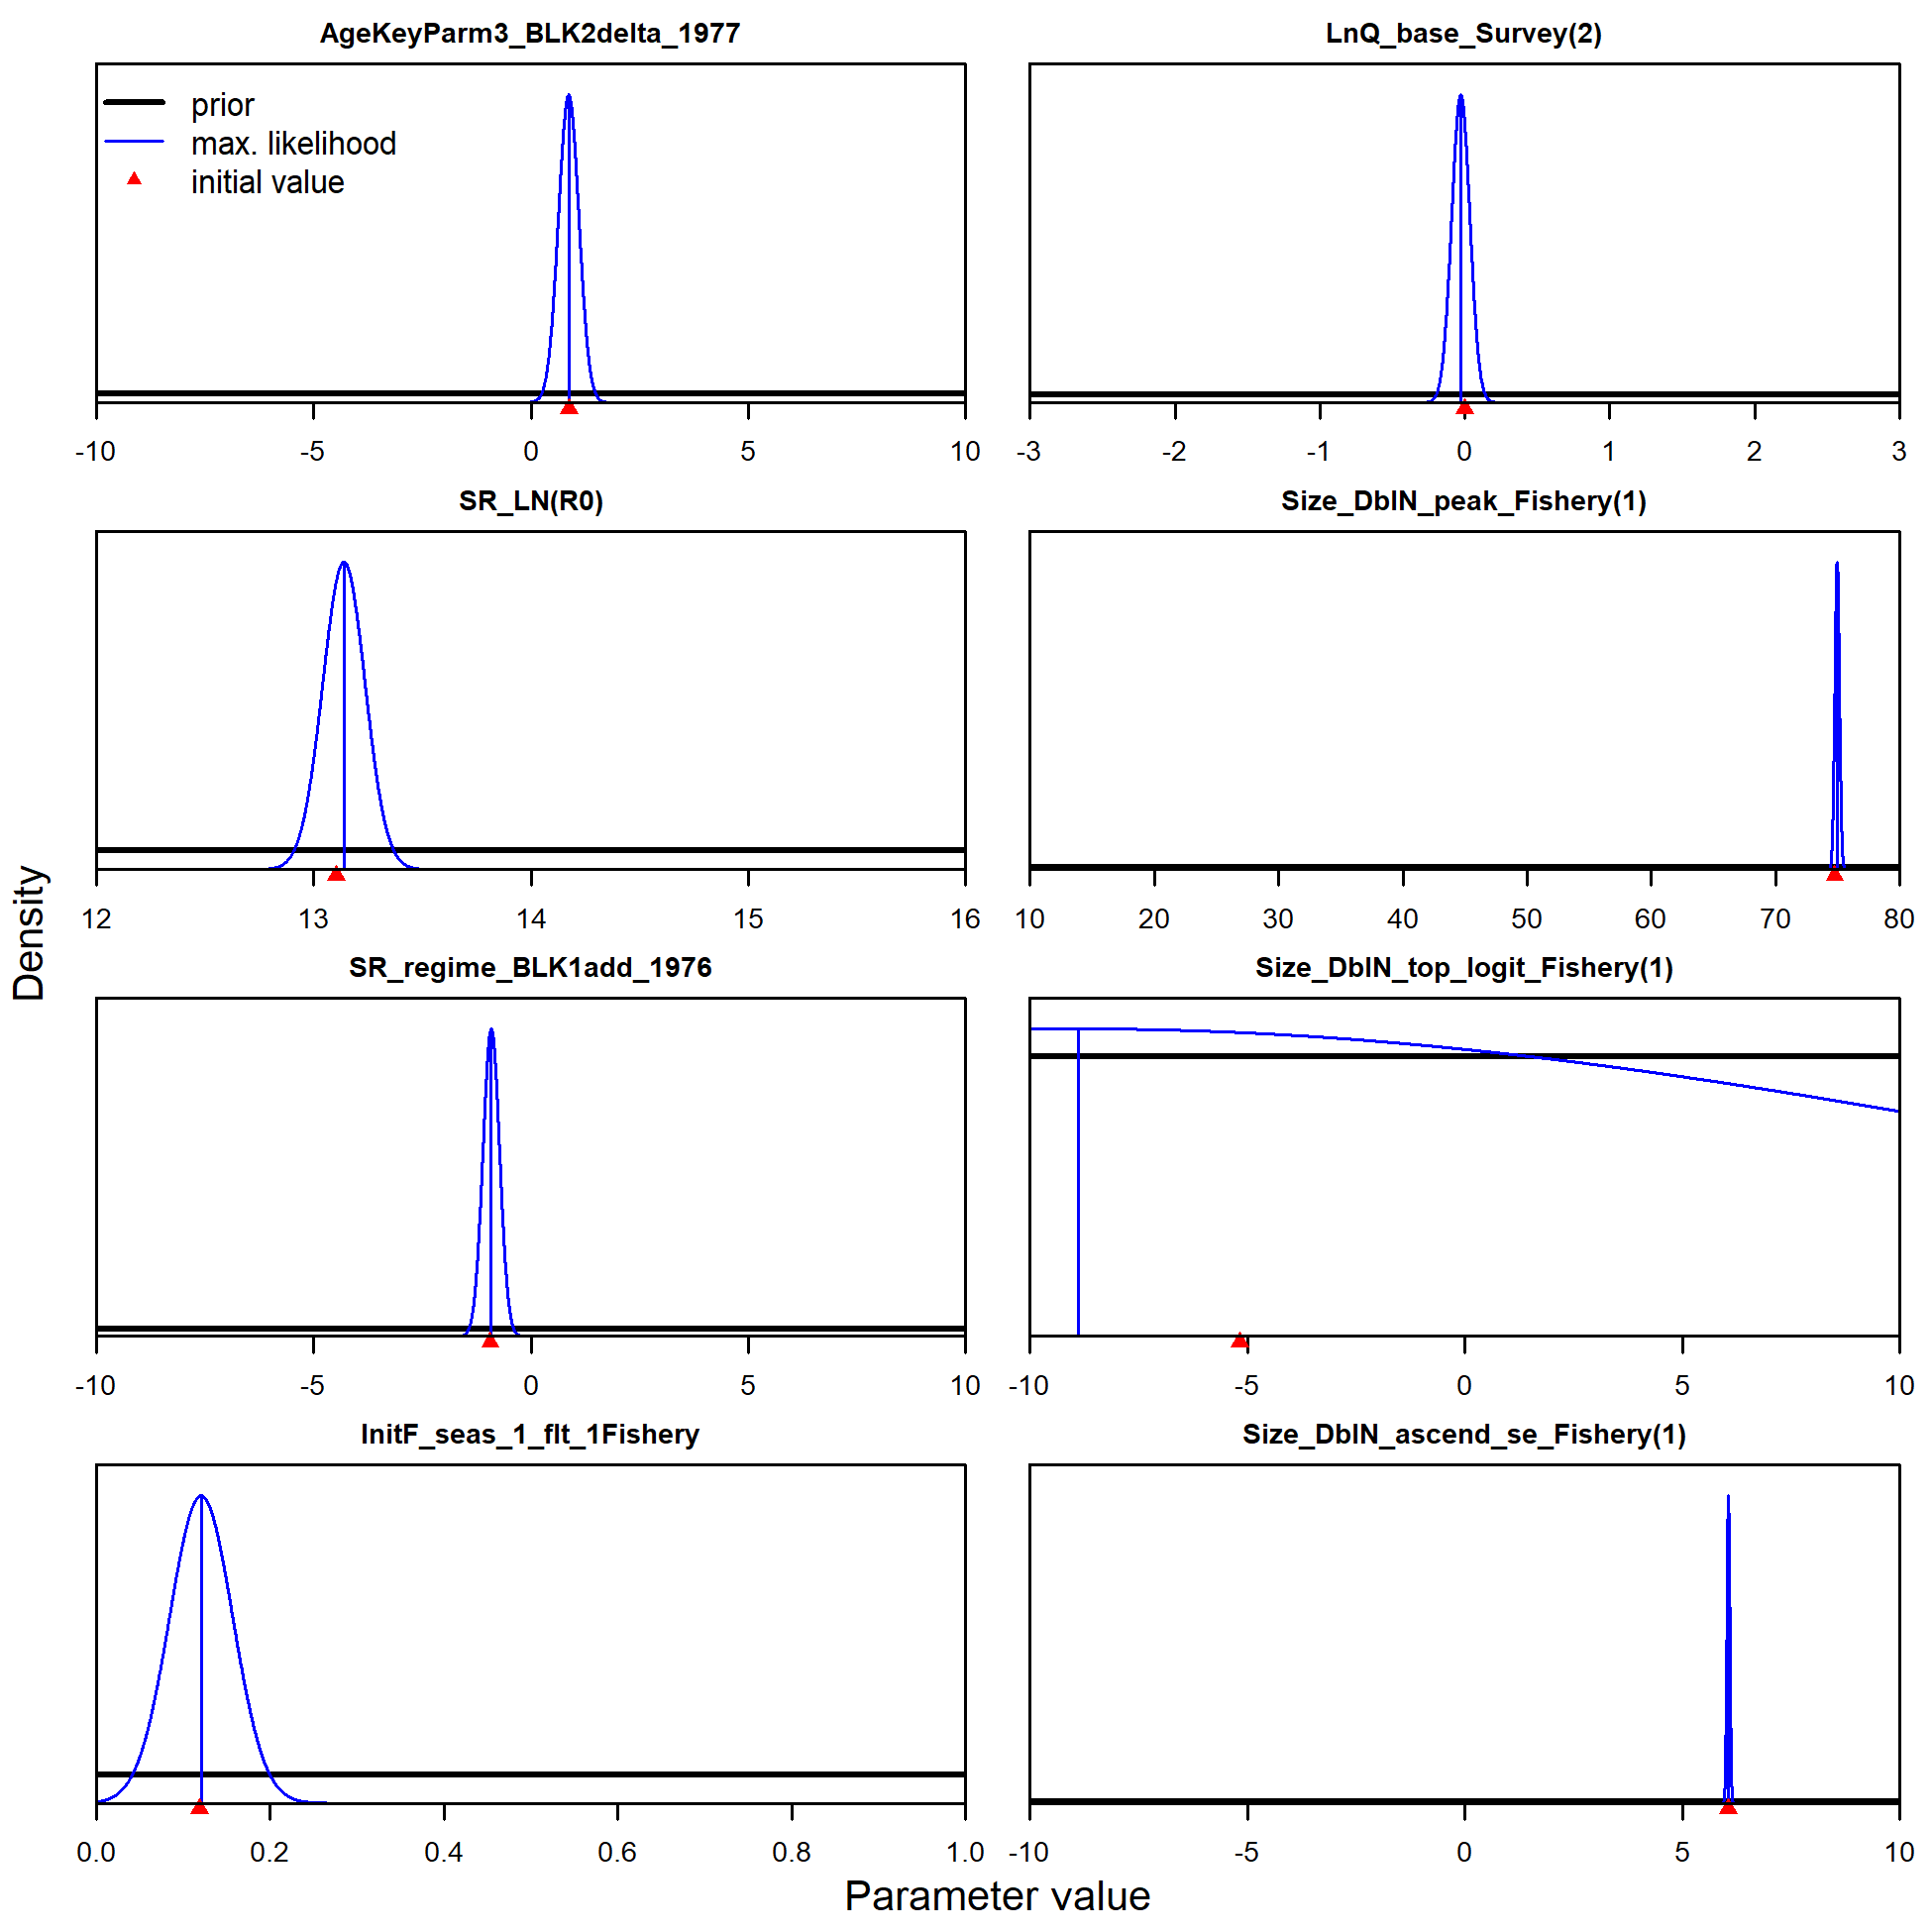 AgeKeyParm3_BLK2delta_1977
prior
max. likelihood
initial value
-10 -5 0 5 10
LnQ_base_Survey(2)
-3 -2 -1 0 1 2 3
SR_LN(R0)
12 13 14 15 16
Size_DblN_peak_Fishery(1)
10 20 30 40 50 60 70 80
SR_regime_BLK1add_1976
-10 -5 0 5 10
Size_DblN_top_logit_Fishery(1)
-10 -5 0 5 10
InitF_seas_1_flt_1Fishery
0.0 0.2 0.4 0.6 0.8 1.0
Size_DblN_ascend_se_Fishery(1)
-10 -5 0 5 10
Density
Parameter value